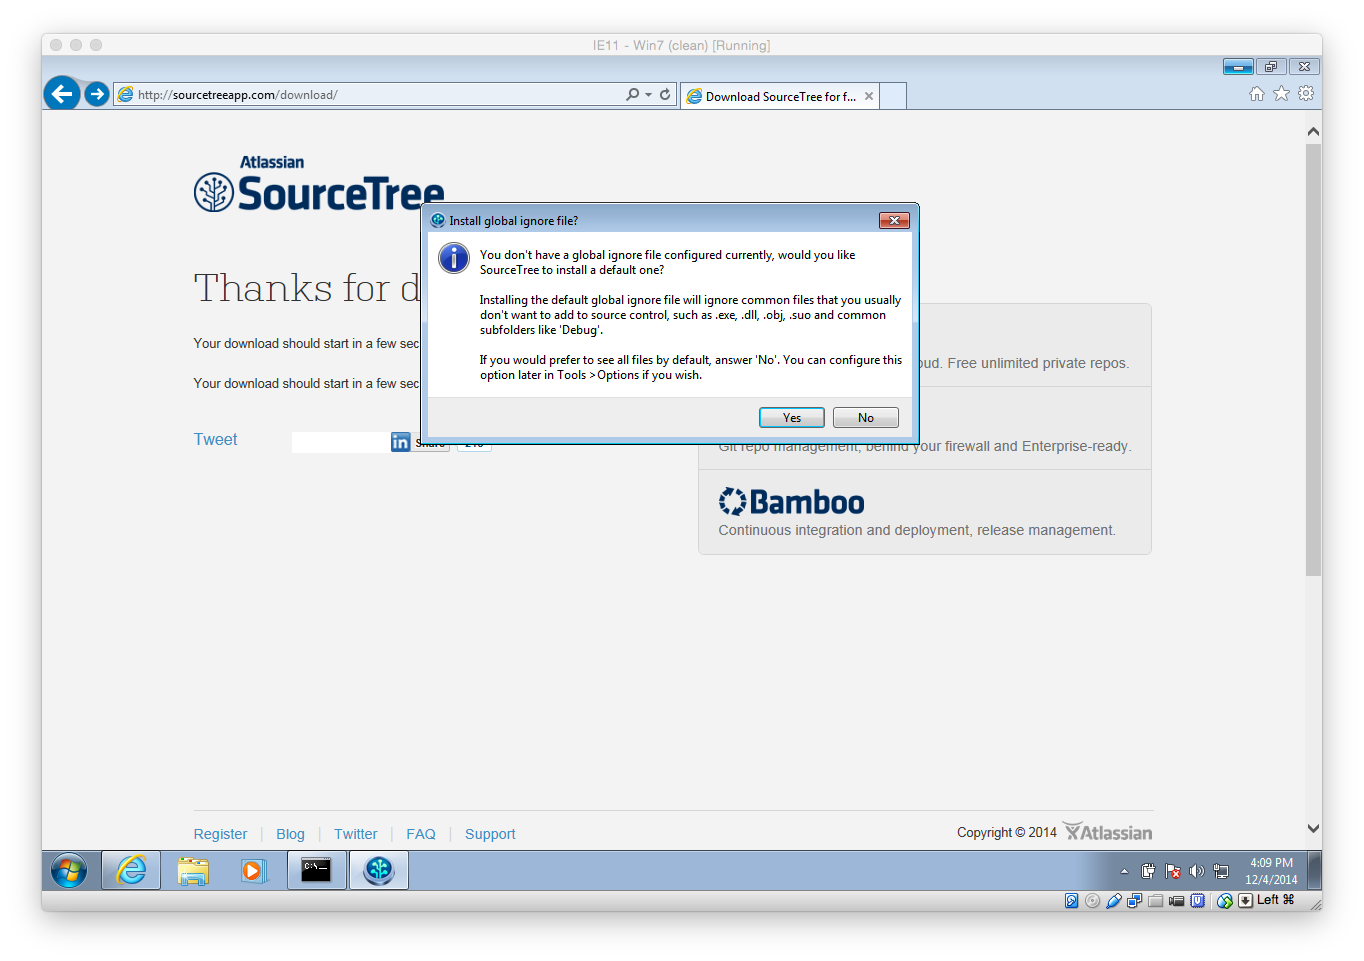 IE11 - Win7 (clean) [Running]
http://sourcetreeapp.com/download/
Download SourceTree for f...
Atlassian
SourceTree
Install global ignore file?
You don't have a global ignore file configured currently, would you like
SourceTree to install a default one?
Installing the default global ignore file will ignore common files that you usually
don't want to add to source control, such as .exe, .dll, .obj, .suo and common
subfolders like 'Debug'.
If you would prefer to see all files by default, answer 'No'. You can configure this
option later in Tools > Options if you wish.
Yes
No
Thanks for d
Your download should start in a few sec
Your download should start in a few sec
Tweet
in
Share
oud. Free unlimited private repos.
Git repo management, behind your firewall and Enterprise-ready.
Bamboo
Continuous integration and deployment, release management.
Register
Blog
Twitter
FAQ
Support
Copyright © 2014
Atlassian
C:\_
4:09 PM
12/4/2014
Left ⌘